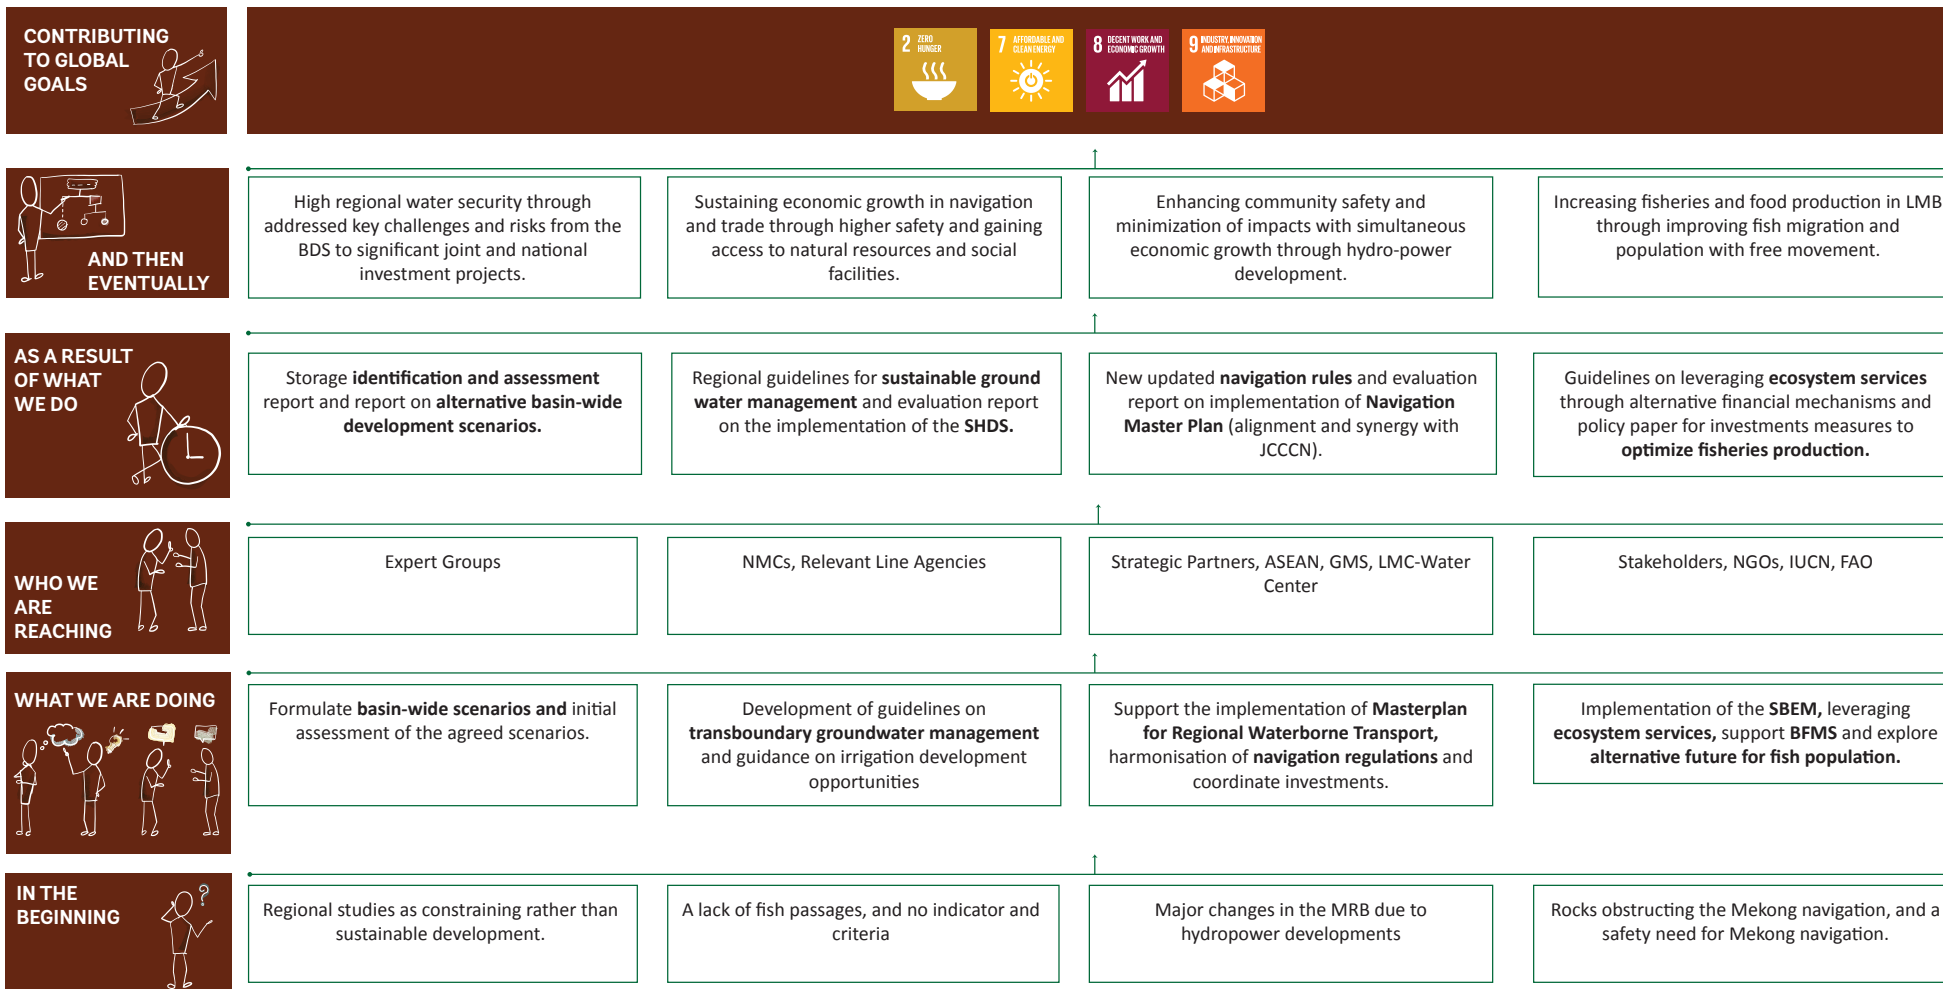 CONTRIBUTING
TO GLOBAL
GOALS
2 ZERO
HUNGER
7 AFFORDABLE AND
CLEAN ENERGY
8 DECENT WORK AND
ECONOMIC GROWTH
9 INDUSTRY, INNOVATION
AND INFRASTRUCTURE
AND THEN
EVENTUALLY
High regional water security through
addressed key challenges and risks from the
BDS to significant joint and national
investment projects.
Sustaining economic growth in navigation
and trade through higher safety and gaining
access to natural resources and social
facilities.
Enhancing community safety and
minimization of impacts with simultaneous
economic growth through hydro-power
development.
Increasing fisheries and food production in LMB
through improving fish migration and
population with free movement.
AS A RESULT
OF WHAT
WE DO
Storage identification and assessment
report and report on alternative basin-wide
development scenarios.
Regional guidelines for sustainable ground
water management and evaluation report
on the implementation of the SHDS.
New updated navigation rules and evaluation
report on implementation of Navigation
Master Plan (alignment and synergy with
JCCCN).
Guidelines on leveraging ecosystem services
through alternative financial mechanisms and
policy paper for investments measures to
optimize fisheries production.
WHO WE
ARE
REACHING
Expert Groups
NMCs, Relevant Line Agencies
Strategic Partners, ASEAN, GMS, LMC-Water
Center
Stakeholders, NGOs, IUCN, FAO
WHAT WE ARE DOING
Formulate basin-wide scenarios and initial
assessment of the agreed scenarios.
Development of guidelines on
transboundary groundwater management
and guidance on irrigation development
opportunities
Support the implementation of Masterplan
for Regional Waterborne Transport,
harmonisation of navigation regulations and
coordinate investments.
Implementation of the SBEM, leveraging
ecosystem services, support BFMS and explore
alternative future for fish population.
IN THE
BEGINNING
?
Regional studies as constraining rather than
sustainable development.
A lack of fish passages, and no indicator and
criteria
Major changes in the MRB due to
hydropower developments
Rocks obstructing the Mekong navigation, and a
safety need for Mekong navigation.